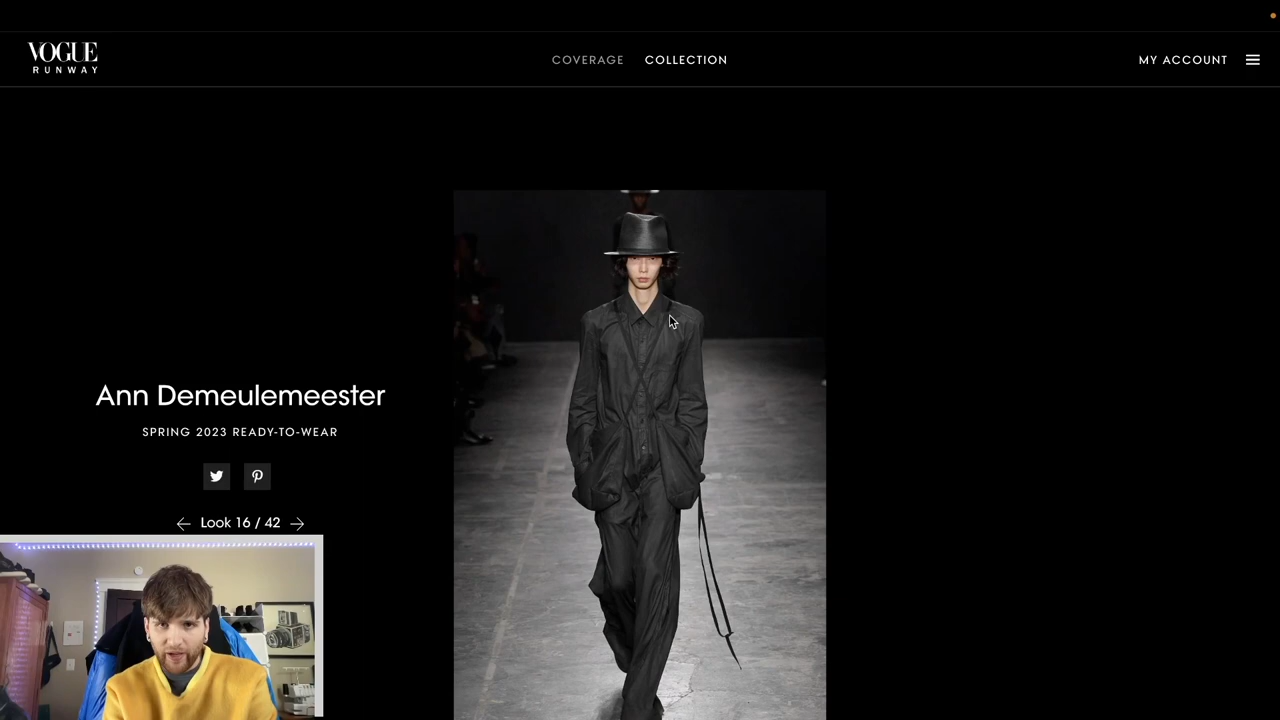 VOGUE
RUNWAY
COVERAGE COLLECTION
MY ACCOUNT
Ann Demeulemeester
SPRING 2023 READY-TO-WEAR
Look 16 / 42